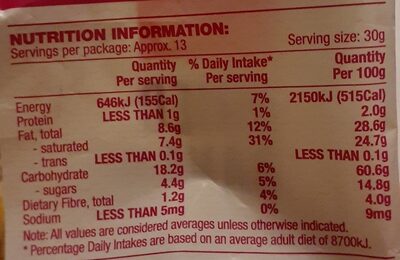 NUTRITION INFORMATION:
Servings per package: Approx. 13 Serving size: 30g
Quantity % Daily Intake* Quantity
Per serving Per serving Per 100g
Energy 646kJ (155Cal) 7% 2150kJ (515Cal)
Protein LESS THAN 1g 1% 2.0g
Fat, total 8.6g 12% 28.6g
- saturated 7.4g 31% 24.7g
- trans LESS THAN 0.1g LESS THAN 0.1g
Carbohydrate 18.2g 6% 60.6g
- sugars 4.4g 5% 14.8g
Dietary Fibre, total 1.2g 4% 4.0g
Sodium LESS THAN 5mg 0% 9mg
Note: All values are considered averages unless otherwise indicated.
* Percentage Daily Intakes are based on an average adult diet of 8700kJ.